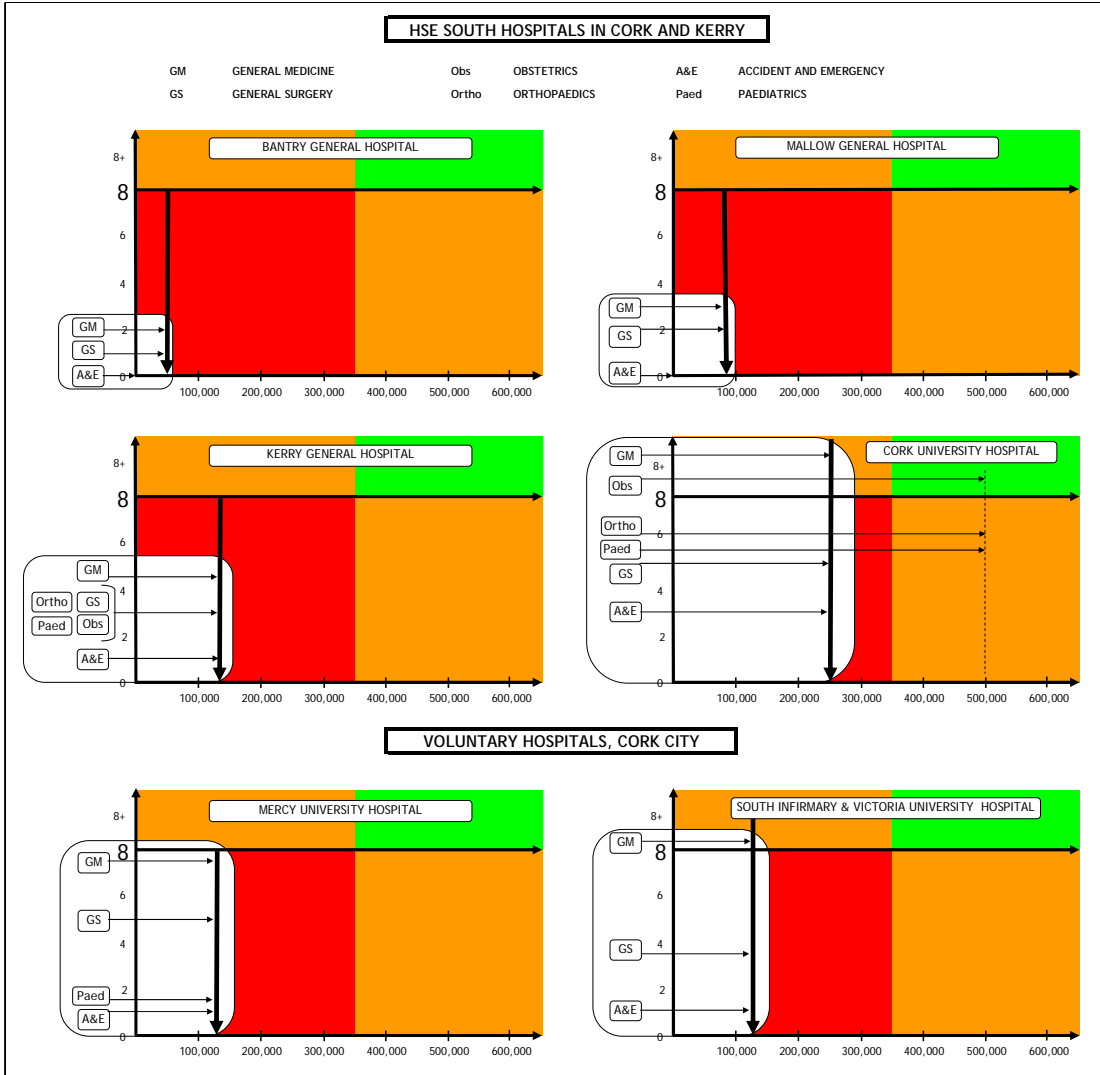 HSE SOUTH HOSPITALS IN CORK AND KERRY
GM GENERAL MEDICINE Obs OBSTETRICS A&E ACCIDENT AND EMERGENCY
GS GENERAL SURGERY Ortho ORTHOPAEDICS Paed PAEDIATRICS
BANTRY GENERAL HOSPITAL
8+
8
6
4
GM
2
GS
A&E
0
100,000 200,000 300,000 400,000 500,000 600,000
MALLOW GENERAL HOSPITAL
8+
8
6
4
GM
2
GS
A&E
0
100,000 200,000 300,000 400,000 500,000 600,000
KERRY GENERAL HOSPITAL
8+
8
6
GM
4
Ortho GS
Paed Obs
2
A&E
0
100,000 200,000 300,000 400,000 500,000 600,000
CORK UNIVERSITY HOSPITAL
GM
8+
Obs
8
Ortho
6
Paed
GS
4
A&E
2
0
100,000 200,000 300,000 400,000 500,000 600,000
VOLUNTARY HOSPITALS, CORK CITY
MERCY UNIVERSITY HOSPITAL
8+
8
GM
6
GS
4
Paed
2
A&E
0
100,000 200,000 300,000 400,000 500,000 600,000
SOUTH INFIRMARY & VICTORIA UNIVERSITY HOSPITAL
8+
GM
8
6
GS
4
2
A&E
0
100,000 200,000 300,000 400,000 500,000 600,000